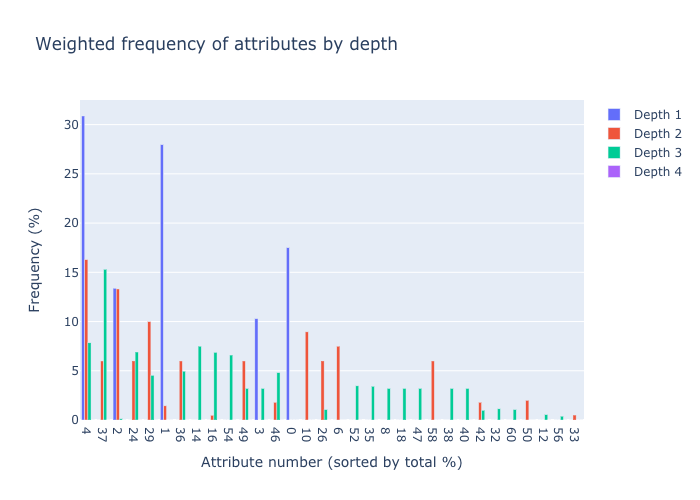 Weighted frequency of attributes by depth
Depth 1
Depth 2
Depth 3
Depth 4
30
25
20
15
10
5
0
Frequency (%)
4 37 2 24 29 1 36 14 16 54 49 3 46 0 10 26 6 52 35 8 18 47 58 38 40 42 32 60 50 12 56 33
Attribute number (sorted by total %)